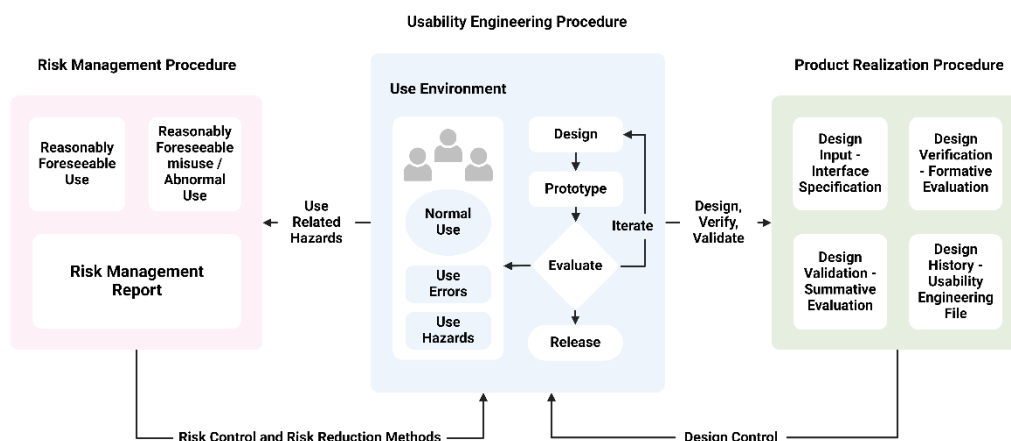 Usability Engineering Procedure
Risk Management Procedure
Reasonably
Foreseeable
Use
Reasonably
Foreseeable
misuse /
Abnormal
Use
Risk Management
Report
Use
Related
Hazards
Use Environment
Normal
Use
Use
Errors
Use
Hazards
Design
Prototype
Evaluate
Release
Iterate
Design,
Verify,
Validate
Product Realization Procedure
Design
Input -
Interface
Specification
Design
Verification
- Formative
Evaluation
Design
Validation -
Summative
Evaluation
Design
History -
Usability
Engineering
File
Risk Control and Risk Reduction Methods
Design Control